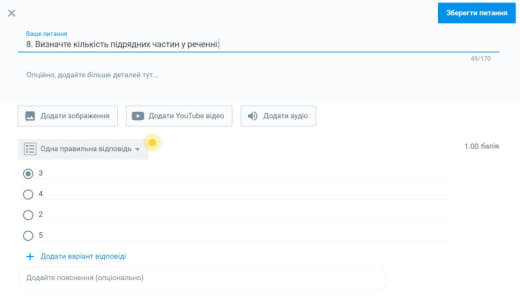 Зберегти питання
Ваше питання
8. Визначте кількість підрядних частин у реченні:
49/170
Опційно, додайте більше деталей тут...
Додати зображення
Додати YouTube відео
Додати аудіо
Одна правильна відповідь
1.00 балів
3
4
2
5
Додати варіант відповіді
Додайте пояснення (опціонально)